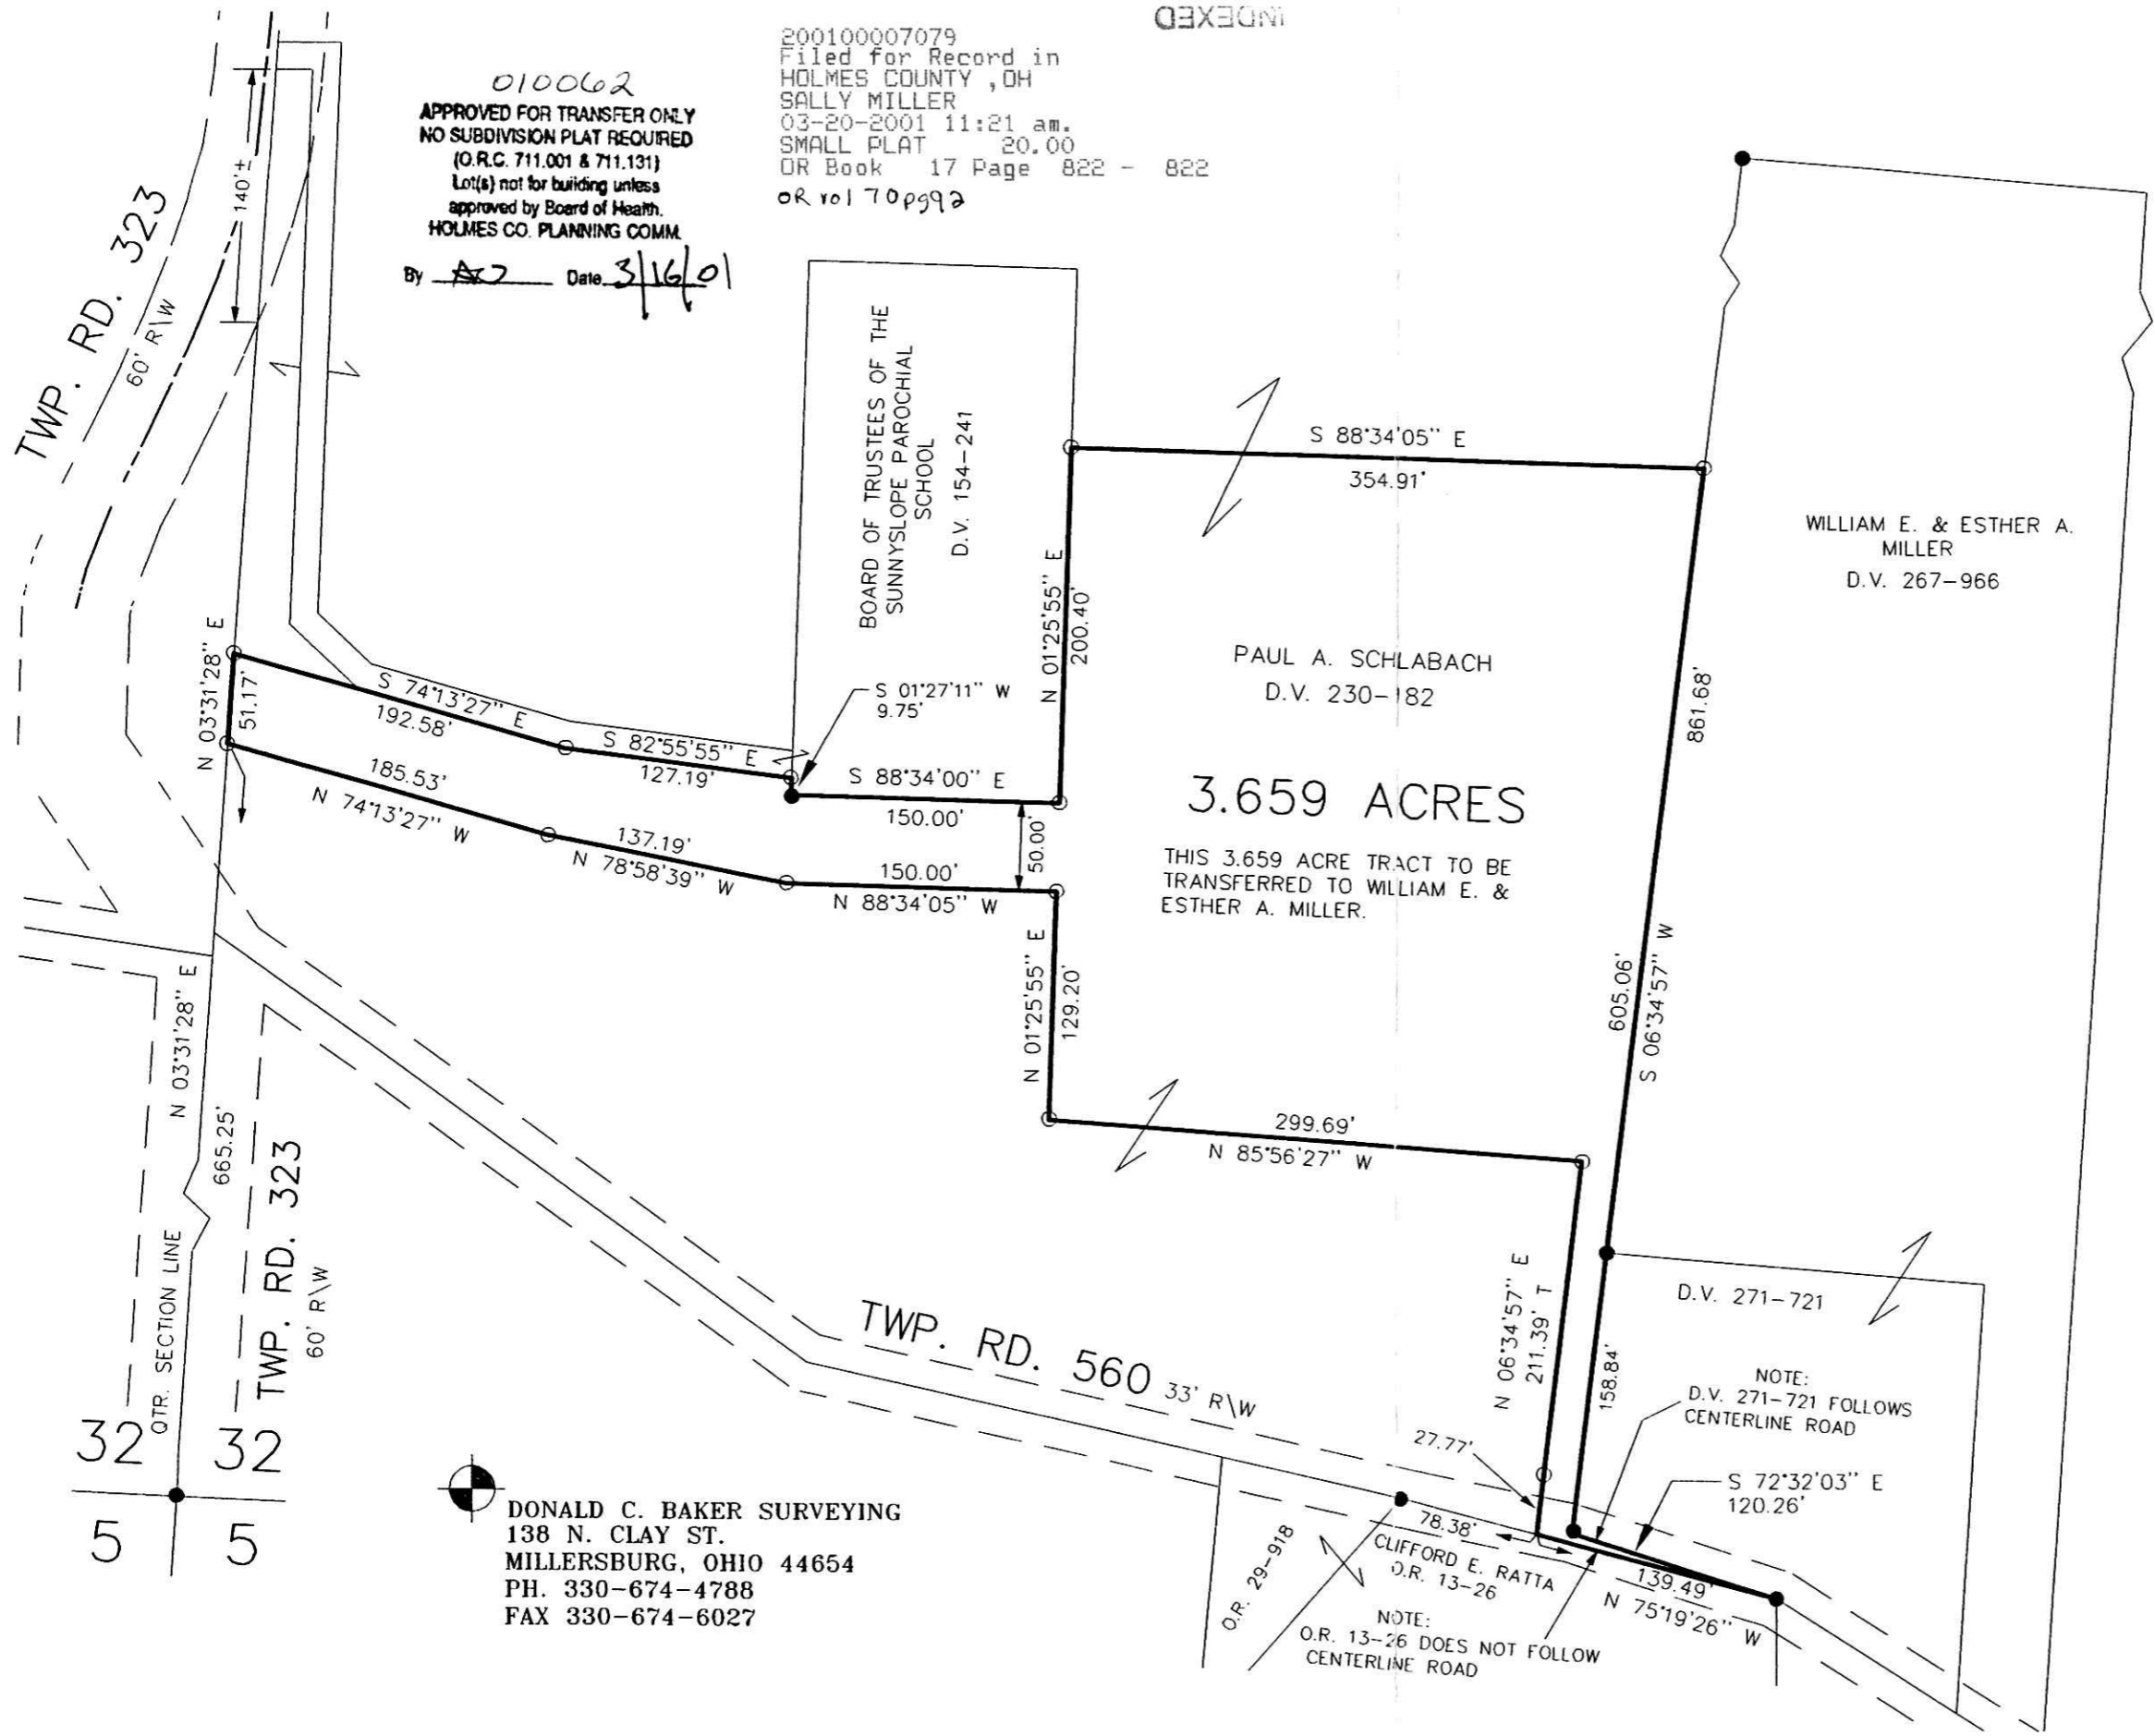 INDEXED
200100007079
Filed for Record in
HOLMES COUNTY , OH
SALLY MILLER
03-20-2001 11:21 am.
SMALL PLAT 20.00
OR Book 17 Page 822 - 822
OR vol 70 pg92
010062
APPROVED FOR TRANSFER ONLY
NO SUBDIVISION PLAT REQUIRED
(O.R.C. 711.001 & 711.131)
Lot(s) not for building unless
approved by Board of Health.
HOLMES CO. PLANNING COMM.
By Date 3/16/01
140'±
TWP. RD. 323
60' R\W
BOARD OF TRUSTEES OF THE
SUNNYSLOPE PAROCHIAL
SCHOOL
D.V. 154-241
S 88°34'05" E
354.91'
WILLIAM E. & ESTHER A.
MILLER
D.V. 267-966
N 01°25'55" E
200.40'
PAUL A. SCHLABACH
D.V. 230-182
861.68'
N 03°31'28" E
51.17'
S 74°13'27" E
192.58'
S 82°55'55" E
127.19'
S 01°27'11" W
9.75'
S 88°34'00" E
150.00'
50.00'
185.53'
N 74°13'27" W
137.19'
N 78°58'39" W
150.00'
N 88°34'05" W
3.659 ACRES
THIS 3.659 ACRE TRACT TO BE
TRANSFERRED TO WILLIAM E. &
ESTHER A. MILLER.
605.06'
S 06°34'57" W
N 01°25'55" E
129.20'
299.69'
N 85°56'27" W
N 03°31'28" E
665.25'
QTR. SECTION LINE
TWP. RD. 323
60' R\W
32 32
5 5
TWP. RD. 560 33' R\W
N 06°34'57" E
211.39' T
27.77'
158.84'
D.V. 271-721
NOTE:
D.V. 271-721 FOLLOWS
CENTERLINE ROAD
S 72°32'03" E
120.26'
78.38'
CLIFFORD E. RATTA
O.R. 13-26
139.49'
N 75°19'26" W
O.R. 29-918
NOTE:
O.R. 13-26 DOES NOT FOLLOW
CENTERLINE ROAD
DONALD C. BAKER SURVEYING
138 N. CLAY ST.
MILLERSBURG, OHIO 44654
PH. 330-674-4788
FAX 330-674-6027